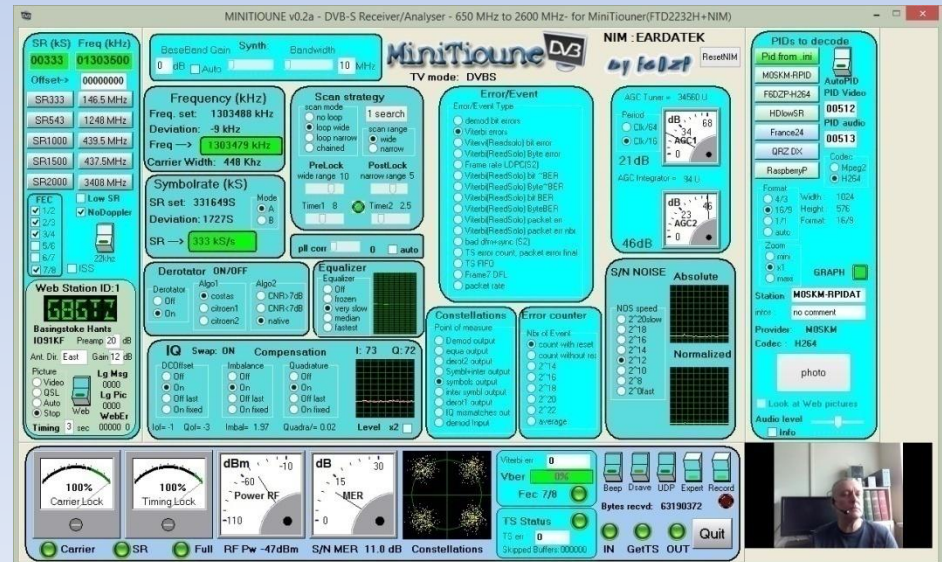 MINITIOUNE v0.2a - DVB-S Receiver/Analyser - 650 MHz to 2600 MHz- for MiniTiouner(FTD2232H+NIM)
SR (kS) Freq (kHz)
00333 01303500
Offset-> 00000000
SR333 146.5 MHz
SR543 1248 MHz
SR1000 439.5 MHz
SR1500 437.5MHz
SR2000 3408 MHz
FEC
1/2
2/3
3/4
5/6
6/7
7/8
Low SR
NoDoppler
22khz
ISS
Web Station ID:1
G8GTZ
Basingstoke Hants
IO91KF Preamp 20 dB
Ant. Dir. East Gain 12 dB
Picture
Video
QSL
Auto
Stop
Web
Lg Msg
0000
Lg Pic
0000
WebEr
Timing 3 sec 00000 0
BaseBand Gain Synth Bandwidth
0 dB Auto 10 MHz
MiniTioune DVB
TV mode: DVBS
NIM : EARDATEK
by F6DZP
ResetNIM
Frequency (kHz)
Freq. set: 1303488 kHz
Deviation: -9 kHz
Freq —> 1303479 kHz
Carrier Width: 448 Khz
Symbolrate (kS)
SR set: 331649S
Deviation: 1727S
SR —> 333 kS/s
Mode
A
B
Scan strategy
scan mode
no loop
loop wide
loop narrow
chained
1 search
scan range
wide
narrow
PreLock PostLock
wide range 10 narrow range 5
Timer1 8 Timer2 2.5
pll corr 0 auto
Derotator ON/OFF
Derotator
Off
On
Algo1
costas
citroen1
citroen2
Algo2
CNR>7dB
CNR<7dB
native
Equalizer
Equalizer
Off
frozen
very slow
median
fastest
IQ Swap: ON Compensation I: 73 Q:72
DCOffset
Off
On
Off last
On fixed
Imbalance
Off
On
Off last
On fixed
Quadrature
Off
On
Off last
On fixed
Iof= -1 Qof= -3 Imbal= 1.97 Quadra/= 0.02 Level x2
Error/Event
Error/Event Type
demod bit errors
Viterbi errors
Viterbi(Reedsolo) bit error
Viterbi(Reedsolo) Byte error
Frame rate LDPC(S2)
Viterbi(Reedsolo) bit ~BER
Viterbi(Reedsolo) Byte~BER
Viterbi(Reedsolo) bit BER
Viterbi(Reedsolo) ByteBER
Viterbi(Reedsolo) packet err
Viterbi(Reedsolo) packet err nbr
bad dfm+sync (S2)
TS error count, packet error final
TS FIFO
Frame7 DFL
packet rate
Constellations
Point of measure
Demod output
equa output
derot2 output
Symbol+inter output
symbols output
inter symbl output
derot1 output
IQ mismatches out
demod Input
Error counter
Nbr of Event
count with reset
count without res
2^14
2^16
2^18
2^20
2^22
average
AGC Tuner = 34560 U
Period
Clk/64
Clk/16
21dB
dB 68
34
AGC1
0
AGC Integrator = 94 U
dB 46
23
AGC2
0
46dB
S/N NOISE Absolute
NOS speed
2^20slow
2^18
2^16
2^14
2^12
2^10
2^8
2^0fast
Normalized
PIDs to decode
Pid from .ini
M0SKM-RPID
F6DZP-H264
HDlowSR
France24
QRZ DX
RaspberryP
AutoPID
PID Video
00512
PID audio
00513
Codec
Mpeg2
H264
Format
4/3
16/9
1/1
auto
Width: 1024
Height: 576
Format: 16/9
Zoom
mini
x1
maxi
GRAPH
Station M0SKM-RPIDAT
infos no comment
Provider: M0SKM
Codec : H264
photo
Look at Web pictures
Audio level
Info
100%
Carrier Lock
100%
Timing Lock
dBm -10
-60
Power RF
-110
dB 30
15
MER
0
Carrier SR Full RF Pw -47dBm S/N MER 11.0 dB Constellations
Viterbi err 0
Vber 0%
Fec 7/8
TS Status
TS err 0
Skipped Buffers: 000000
Beep Dsave UDP Expert Record
Bytes recvd: 63190372
IN GetTS OUT
Quit